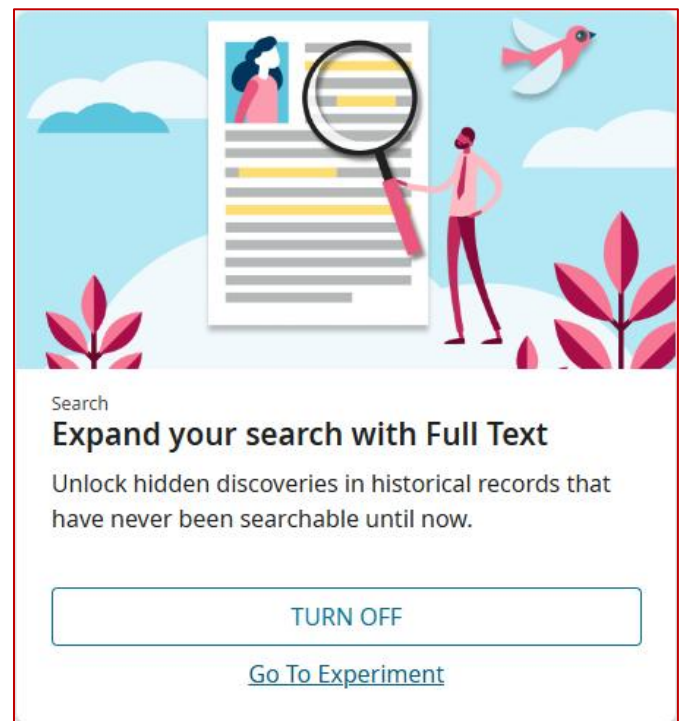 Search
Expand your search with Full Text
Unlock hidden discoveries in historical records that
have never been searchable until now.
TURN OFF
Go To Experiment